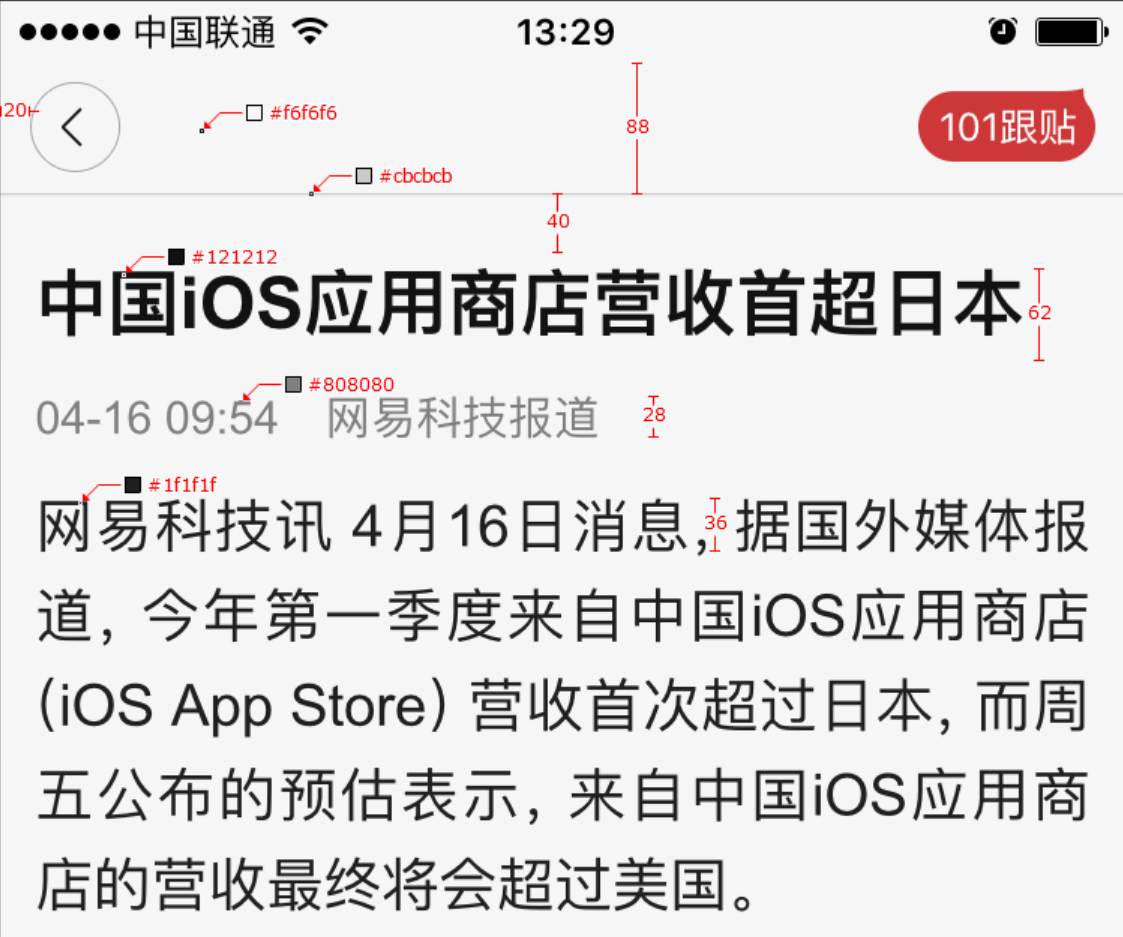 中国联通 13:29
20
#f6f6f6
88
101跟贴
#cbcbcb
40
#121212
中国iOS应用商店营收首超日本
62
#808080
04-16 09:54 网易科技报道
28
#1f1f1f
网易科技讯 4月16日消息，据国外媒体报
36
道，今年第一季度来自中国iOS应用商店
(iOS App Store) 营收首次超过日本，而周
五公布的预估表示，来自中国iOS应用商
店的营收最终将会超过美国。